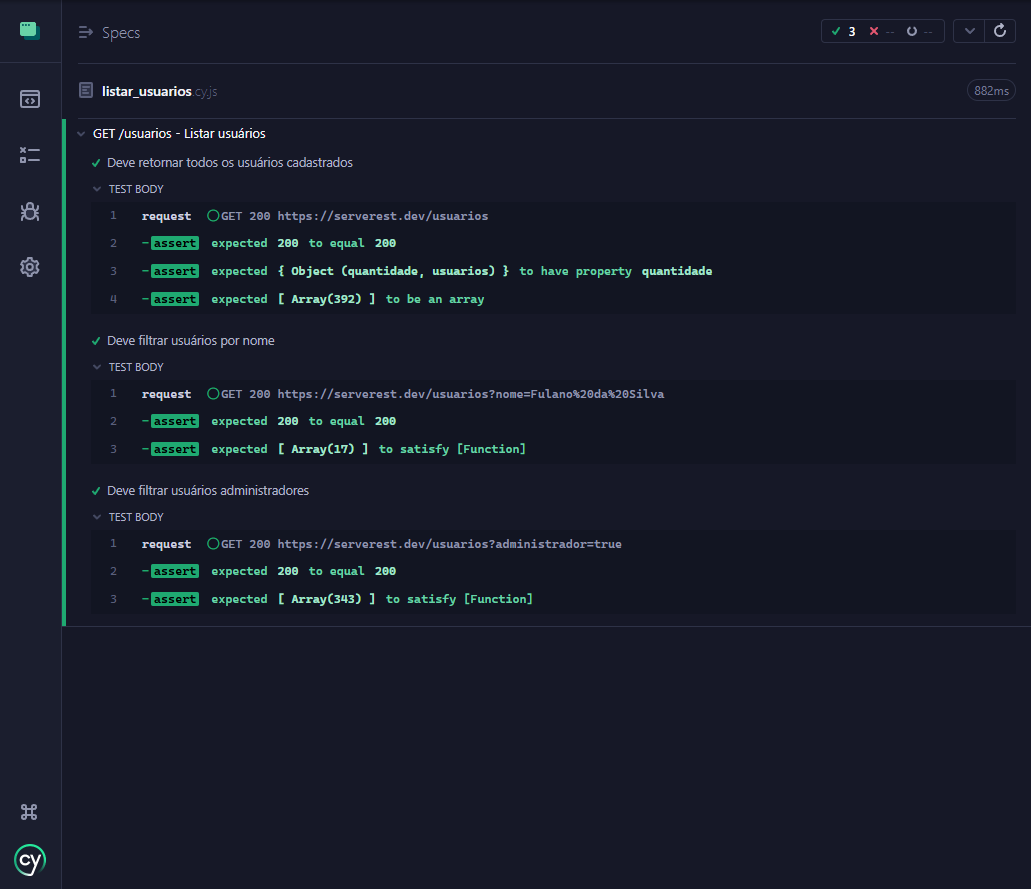 Specs
3 -- --
listar_usuarios.cy.js
882ms
GET /usuarios - Listar usuários
Deve retornar todos os usuários cadastrados
TEST BODY
1 request GET 200 https://serverest.dev/usuarios
2 -assert expected 200 to equal 200
3 -assert expected { Object (quantidade, usuarios) } to have property quantidade
4 -assert expected [ Array(392) ] to be an array
Deve filtrar usuários por nome
TEST BODY
1 request GET 200 https://serverest.dev/usuarios?nome=Fulano%20da%20Silva
2 -assert expected 200 to equal 200
3 -assert expected [ Array(17) ] to satisfy [Function]
Deve filtrar usuários administradores
TEST BODY
1 request GET 200 https://serverest.dev/usuarios?administrador=true
2 -assert expected 200 to equal 200
3 -assert expected [ Array(343) ] to satisfy [Function]
cy